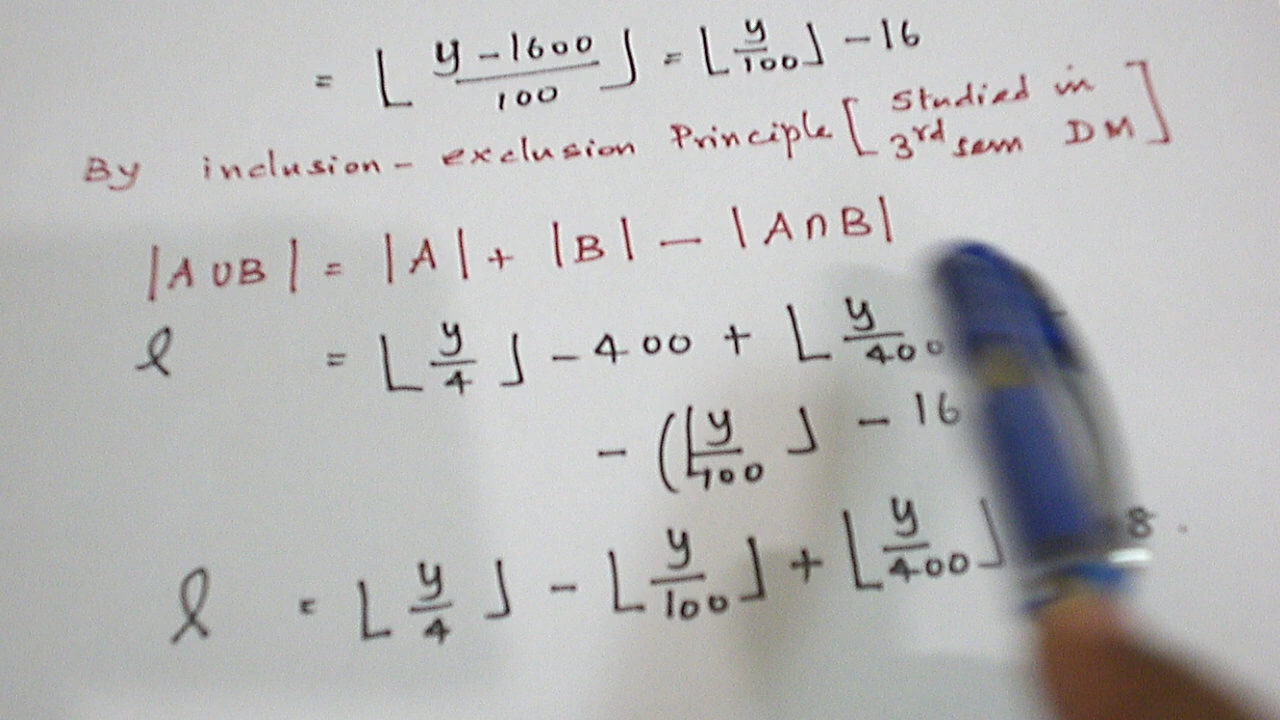 = ⌊ y - 1600 / 100 ⌋ = ⌊ y / 100 ⌋ - 16
By inclusion - exclusion Principle [ Studied in 3rd sem DM ]
|A∪B| = |A| + |B| - |A∩B|
l = ⌊ y / 4 ⌋ - 400 + ⌊ y / 400
- (⌊ y / 100 ⌋ - 16
l = ⌊ y / 4 ⌋ - ⌊ y / 100 ⌋ + ⌊ y / 400 ⌋ 8.